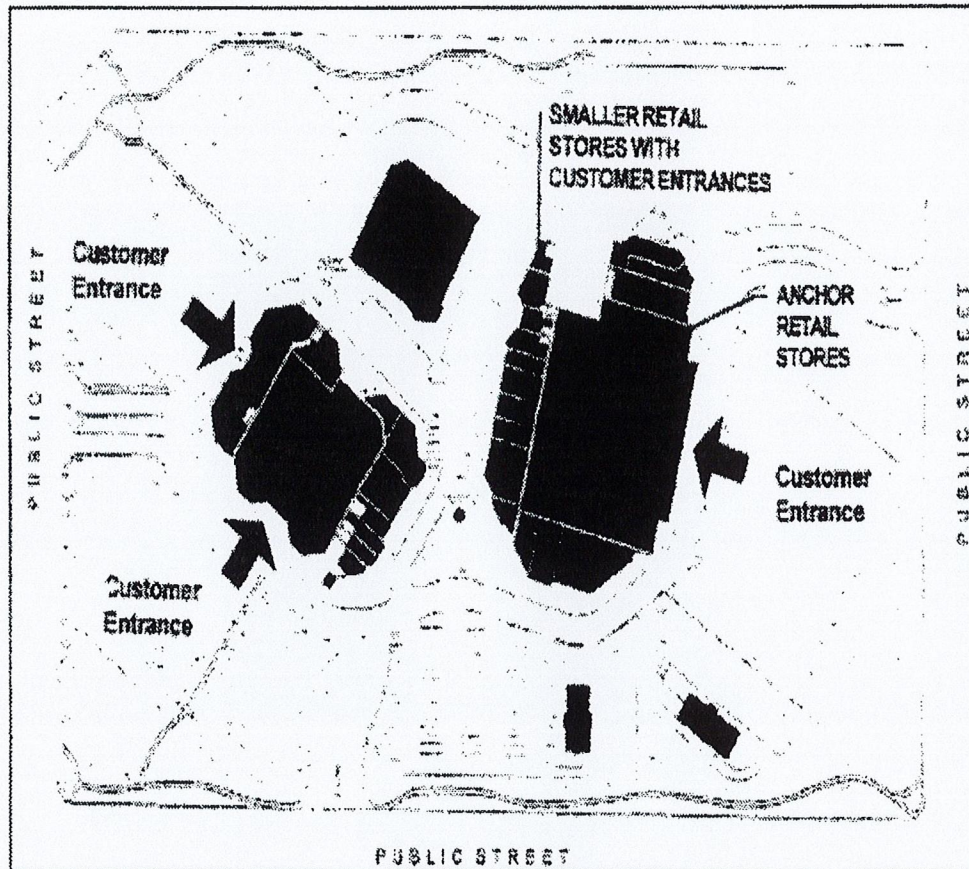 SMALLER RETAIL
STORES WITH
CUSTOMER ENTRANCES
Customer
Entrance
PUBLIC STREET
ANCHOR
RETAIL
STORES
PUBLIC STREET
Customer
Entrance
Customer
Entrance
PUBLIC STREET